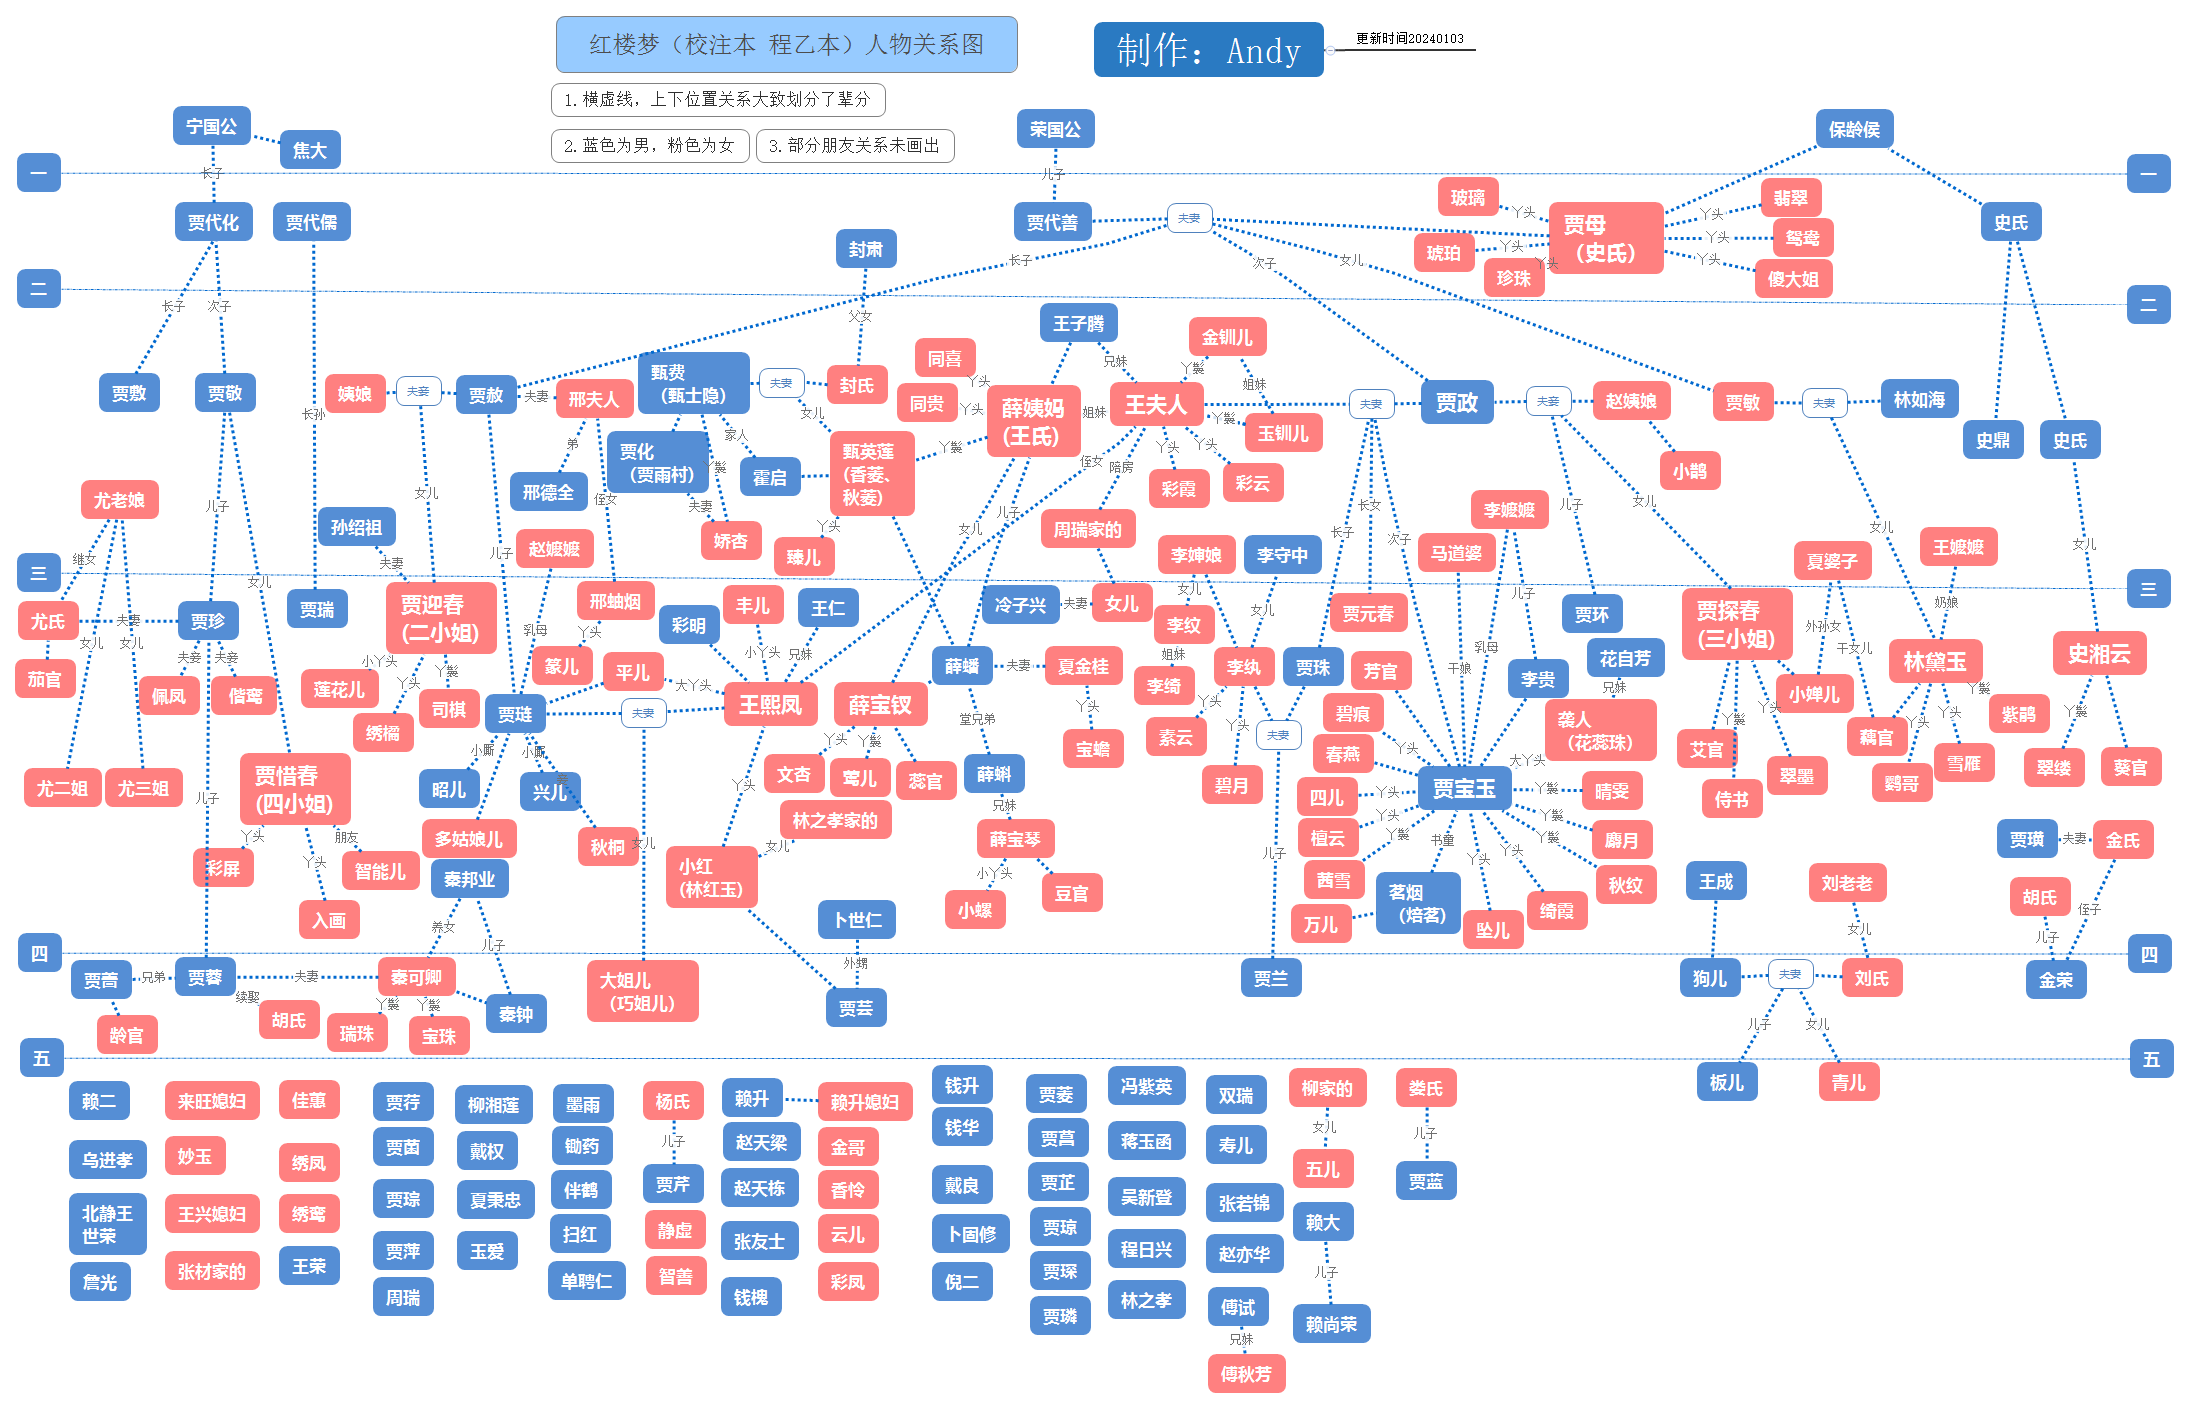 红楼梦（校注本 程乙本）人物关系图
制作：Andy
更新时间20240103
1.横虚线，上下位置关系大致划分了辈分
2.蓝色为男，粉色为女
3.部分朋友关系未画出
宁国公
焦大
荣国公
保龄侯
一
一
长子
儿子
贾代化
贾代儒
封肃
贾代善
夫妻
玻璃
丫头
琥珀
丫头
珍珠
丫头
贾母
（史氏）
丫头
翡翠
丫头
鸳鸯
丫头
傻大姐
史氏
长子
次子
女儿
二
二
长子
次子
父女
长孙
贾敷
贾敬
姨娘
夫妾
贾赦
夫妻
邢夫人
甄费
（甄士隐）
夫妻
封氏
女儿
同喜
丫头
同贵
丫头
薛姨妈
(王氏)
王子腾
兄妹
姐妹
王夫人
金钏儿
丫鬟
姐妹
丫鬟
玉钏儿
夫妻
贾政
夫妾
赵姨娘
小鹊
贾敏
夫妻
林如海
史鼎
史氏
弟
邢德全
侄女
贾化
（贾雨村）
丫鬟
家人
霍启
甄英莲
(香菱、
秋菱）
丫鬟
丫头
臻儿
夫妻
娇杏
侄女
陪房
丫头
彩霞
丫头
彩云
周瑞家的
尤老娘
继女
儿子
女儿
孙绍祖
夫妻
女儿
儿子
赵嬷嬷
女儿
儿子
李婶娘
李守中
长子
长女
次子
马道婆
李嬷嬷
儿子
女儿
女儿
夏婆子
王嬷嬷
女儿
三
三
尤氏
夫妻
贾珍
女儿
女儿
茄官
夫妾
佩凤
夫妾
偕鸾
贾瑞
贾迎春
(二小姐)
小丫头
莲花儿
丫头
绣橘
丫鬟
司棋
乳母
邢蚰烟
丫头
篆儿
平儿
大丫头
彩明
丰儿
小丫头
王仁
兄妹
王熙凤
贾琏
夫妻
冷子兴
夫妻
女儿
女儿
李纹
姐妹
李绮
女儿
李纨
贾珠
贾元春
干娘
乳母
儿子
李贵
贾环
花自芳
兄妹
袭人
（花蕊珠）
贾探春
(三小姐)
外孙女
干女儿
奶娘
林黛玉
史湘云
尤二姐
尤三姐
贾惜春
(四小姐)
儿子
丫头
彩屏
丫头
入画
朋友
智能儿
小厮
昭儿
小厮
兴儿
妾
秋桐
女儿
多姑娘儿
丫头
薛宝钗
丫头
文杏
丫鬟
莺儿
蕊官
林之孝家的
女儿
小红
(林红玉)
薛蟠
夫妻
夏金桂
丫头
宝蟾
堂兄弟
薛蝌
兄妹
薛宝琴
小丫头
小螺
豆官
丫头
素云
丫头
碧月
夫妻
儿子
芳官
碧痕
丫头
春燕
四儿
丫头
檀云
丫头
茜雪
丫鬟
贾宝玉
大丫头
丫鬟
晴雯
丫鬟
麝月
丫鬟
秋纹
丫头
绮霞
丫头
坠儿
书童
茗烟
（焙茗）
万儿
丫鬟
艾官
侍书
丫头
翠墨
小婵儿
藕官
丫头
鹦哥
丫头
雪雁
丫鬟
紫鹃
丫鬟
翠缕
葵官
贾璜
夫妻
金氏
胡氏
儿子
侄子
王成
刘老老
女儿
秦邦业
养女
儿子
卜世仁
外甥
四
四
贾蔷
兄弟
贾蓉
夫妻
秦可卿
续娶
胡氏
丫鬟
瑞珠
丫鬟
宝珠
秦钟
龄官
大姐儿
（巧姐儿）
贾芸
贾兰
狗儿
夫妻
刘氏
金荣
儿子
女儿
五
五
板儿
青儿
赖二
来旺媳妇
佳蕙
贾荇
柳湘莲
墨雨
杨氏
赖升
赖升媳妇
钱升
贾菱
冯紫英
双瑞
柳家的
娄氏
乌进孝
妙玉
绣凤
贾菌
戴权
锄药
儿子
赵天梁
金哥
钱华
贾菖
蒋玉函
寿儿
女儿
儿子
北静王
世荣
王兴媳妇
绣鸾
贾琮
夏秉忠
伴鹤
贾芹
赵天栋
香怜
戴良
贾芷
吴新登
张若锦
五儿
贾蓝
詹光
张材家的
王荣
贾萍
玉爱
扫红
静虚
张友士
云儿
卜固修
贾琼
程日兴
赵亦华
赖大
周瑞
单聘仁
智善
钱槐
彩凤
倪二
贾琛
林之孝
傅试
儿子
贾璘
兄妹
赖尚荣
傅秋芳